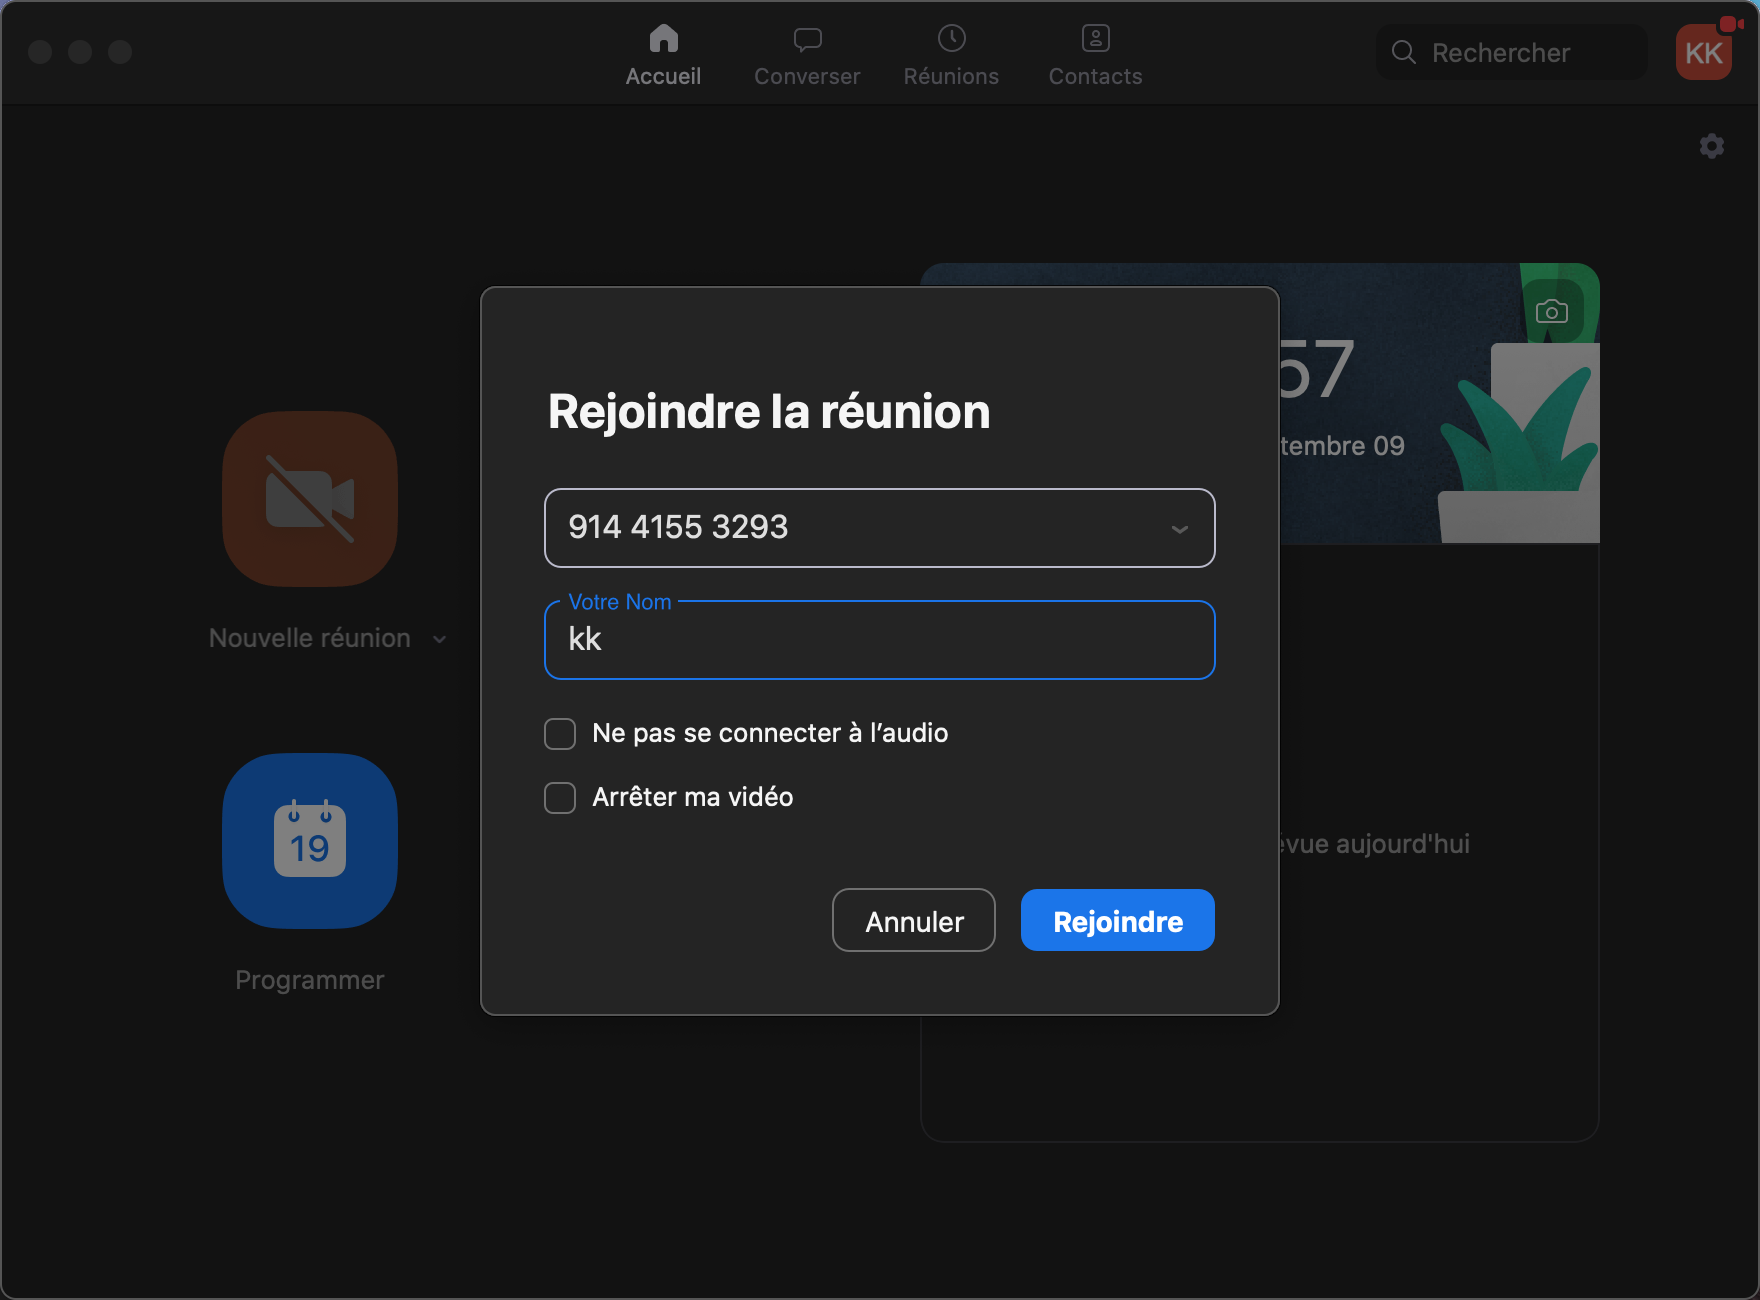 Accueil
Converser
Réunions
Contacts
Rechercher
KK
57
tembre 09
Nouvelle réunion
19
Programmer
Rejoindre la réunion
914 4155 3293
Votre Nom
kk
Ne pas se connecter à l’audio
Arrêter ma vidéo
Annuler
Rejoindre
évue aujourd'hui